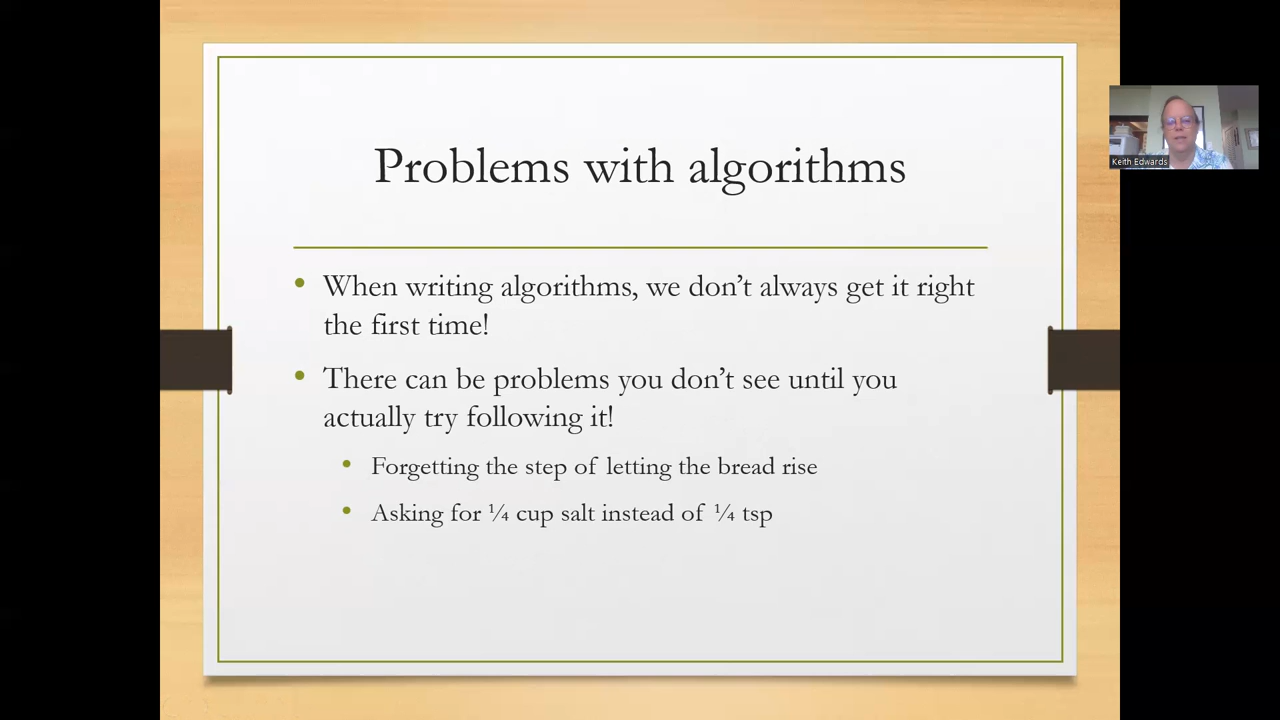 Problems with algorithms
When writing algorithms, we don’t always get it right
the first time!
There can be problems you don’t see until you
actually try following it!
Forgetting the step of letting the bread rise
Asking for ¼ cup salt instead of ¼ tsp
Keith Edwards